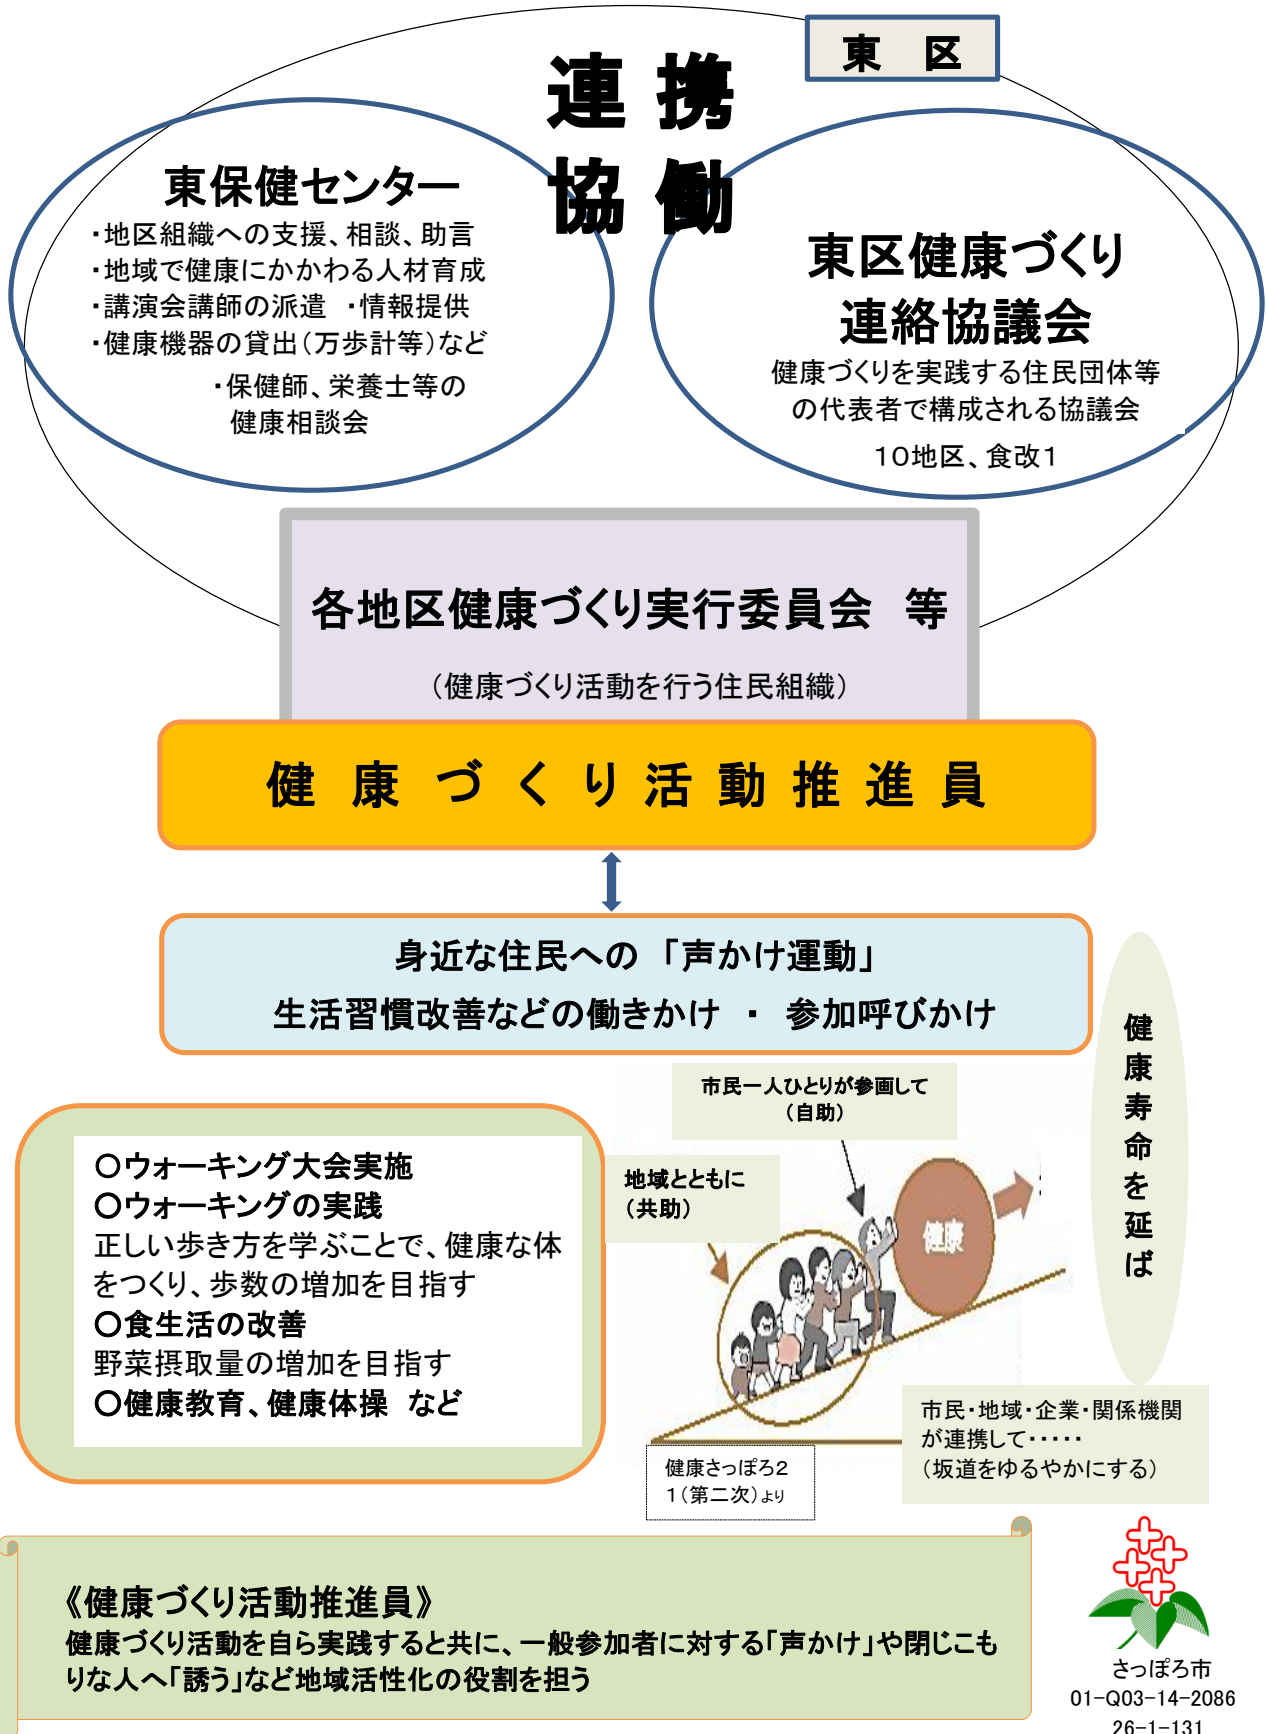 東　区
連 携
協 働
東保健センター
・地区組織への支援、相談、助言
・地域で健康にかかわる人材育成
・講演会講師の派遣　・情報提供
・健康機器の貸出（万歩計等）など
・保健師、栄養士等の
健康相談会
東区健康づくり
連絡協議会
健康づくりを実践する住民団体等
の代表者で構成される協議会
10地区、食改1
各地区健康づくり実行委員会　等
（健康づくり活動を行う住民組織）
健 康 づ く り 活 動 推 進 員
身近な住民への 「声かけ運動」
生活習慣改善などの働きかけ ・ 参加呼びかけ
健康寿命を延ば
市民一人ひとりが参画して
（自助）
地域とともに
（共助）
健康
〇ウォーキング大会実施
〇ウォーキングの実践
正しい歩き方を学ぶことで、健康な体
をつくり、歩数の増加を目指す
〇食生活の改善
野菜摂取量の増加を目指す
〇健康教育、健康体操 など
市民・地域・企業・関係機関
が連携して・・・・・
（坂道をゆるやかにする）
健康さっぽろ２
１（第二次）より
《健康づくり活動推進員》
健康づくり活動を自ら実践すると共に、一般参加者に対する「声かけ」や閉じこも
りな人へ「誘う」など地域活性化の役割を担う
さっぽろ市
01-Q03-14-2086
26-1-131